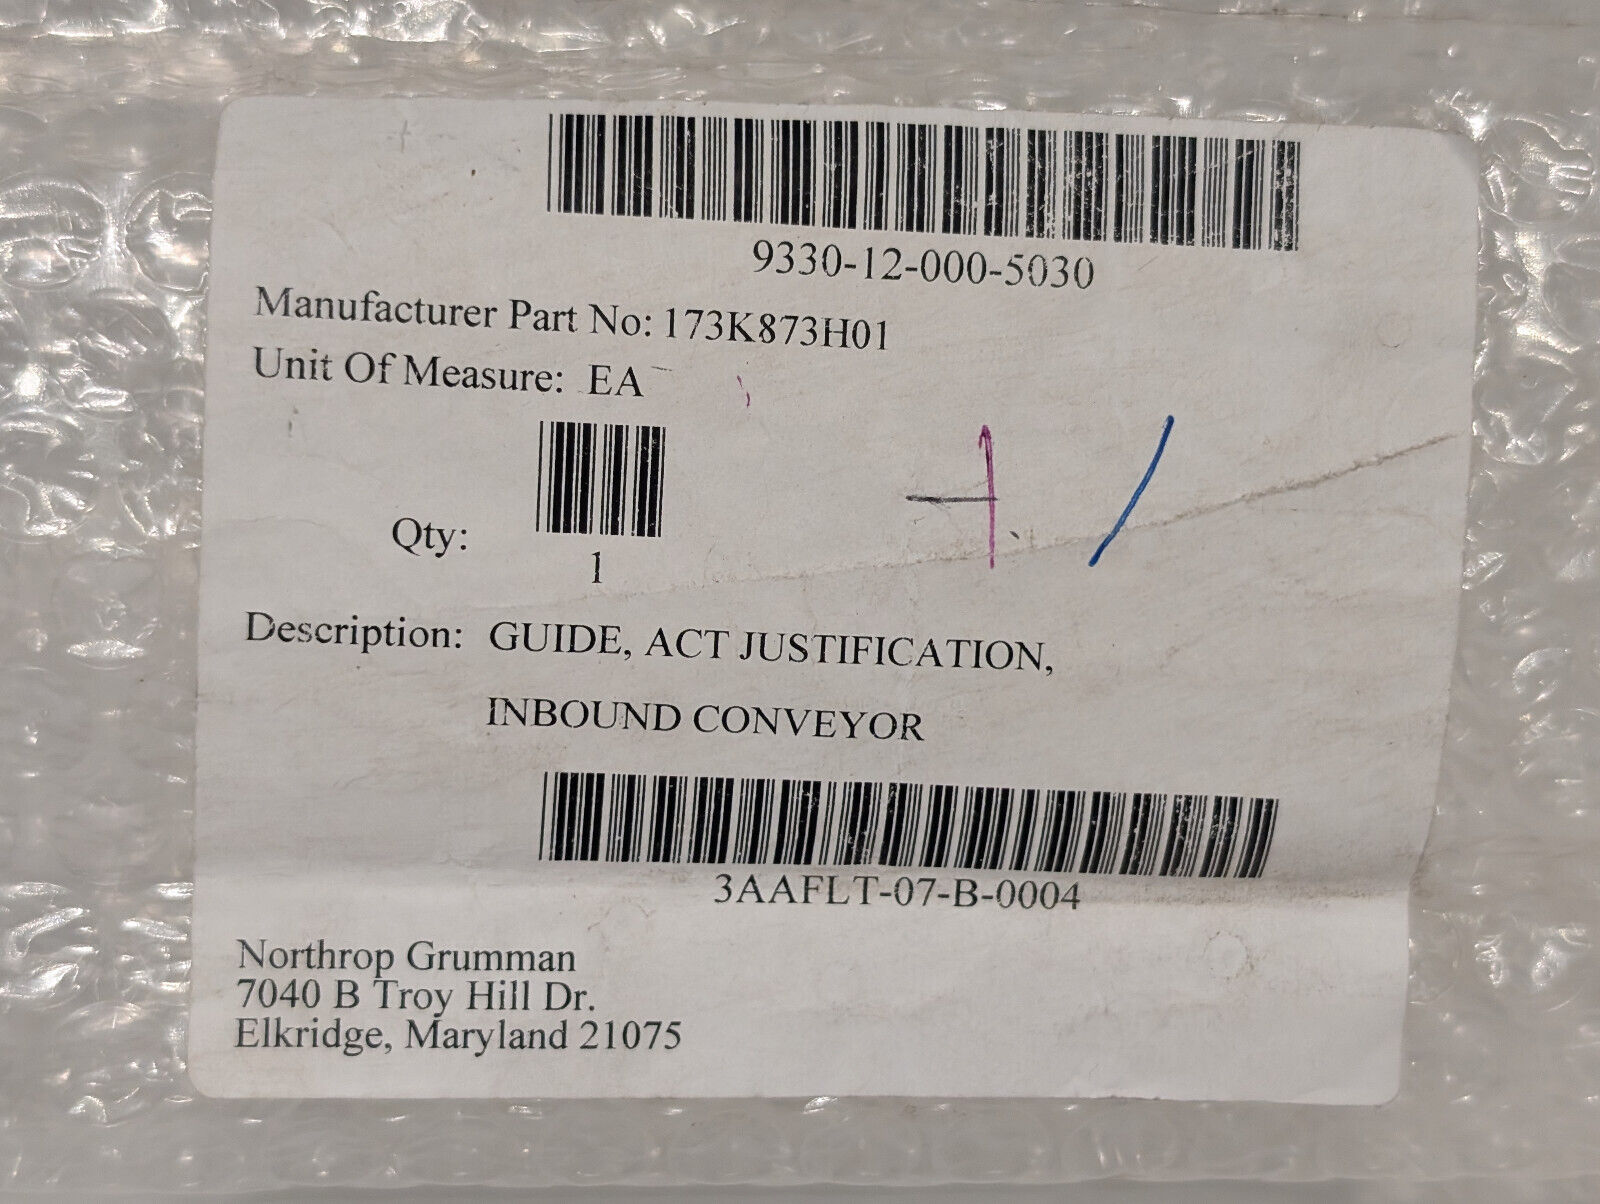 9330-12-000-5030
Manufacturer Part No: 173K873H01
Unit Of Measure: EA
Qty:
1
Description: GUIDE, ACT JUSTIFICATION,
INBOUND CONVEYOR
3AAFLT-07-B-0004
Northrop Grumman
7040 B Troy Hill Dr.
Elkridge, Maryland 21075